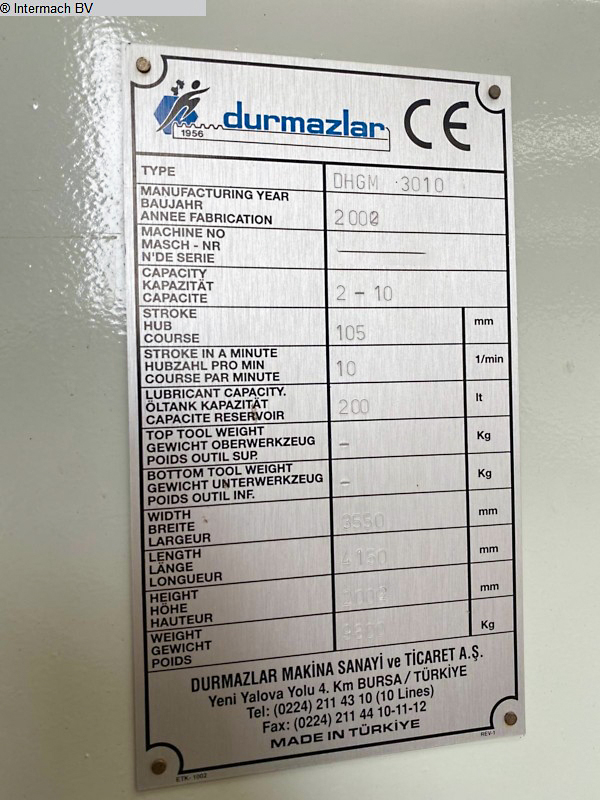 ® Intermach BV
1956
durmazlar CE
TYPE DHGM 3010
MANUFACTURING YEAR
BAUJAHR
ANNEE FABRICATION
2002
MACHINE NO
MASCH - NR
N'DE SERIE
CAPACITY
KAPAZITÄT
CAPACITE
2 - 10
STROKE
HUB
COURSE
105 mm
STROKE IN A MINUTE
HUBZAHL PRO MIN
COURSE PAR MINUTE
10 1/min
LUBRICANT CAPACITY.
ÖLTANK KAPAZITÄT
CAPACITE RESERVOIR
200 lt
TOP TOOL WEIGHT
GEWICHT OBERWERKZEUG
POIDS OUTIL SUP.
- Kg
BOTTOM TOOL WEIGHT
GEWICHT UNTERWERKZEUG
POIDS OUTIL INF.
- Kg
WIDTH
BREITE
LARGEUR
mm
LENGTH
LÄNGE
LONGUEUR
mm
HEIGHT
HÖHE
HAUTEUR
mm
WEIGHT
GEWICHT
POIDS
Kg
DURMAZLAR MAKİNA SANAYİ ve TİCARET A.Ş.
Yeni Yalova Yolu 4. Km BURSA / TÜRKİYE
Tel: (0224) 211 43 10 (10 Lines)
Fax: (0224) 211 44 10-11-12
MADE IN TÜRKİYE
ETK- 1003 REV-1